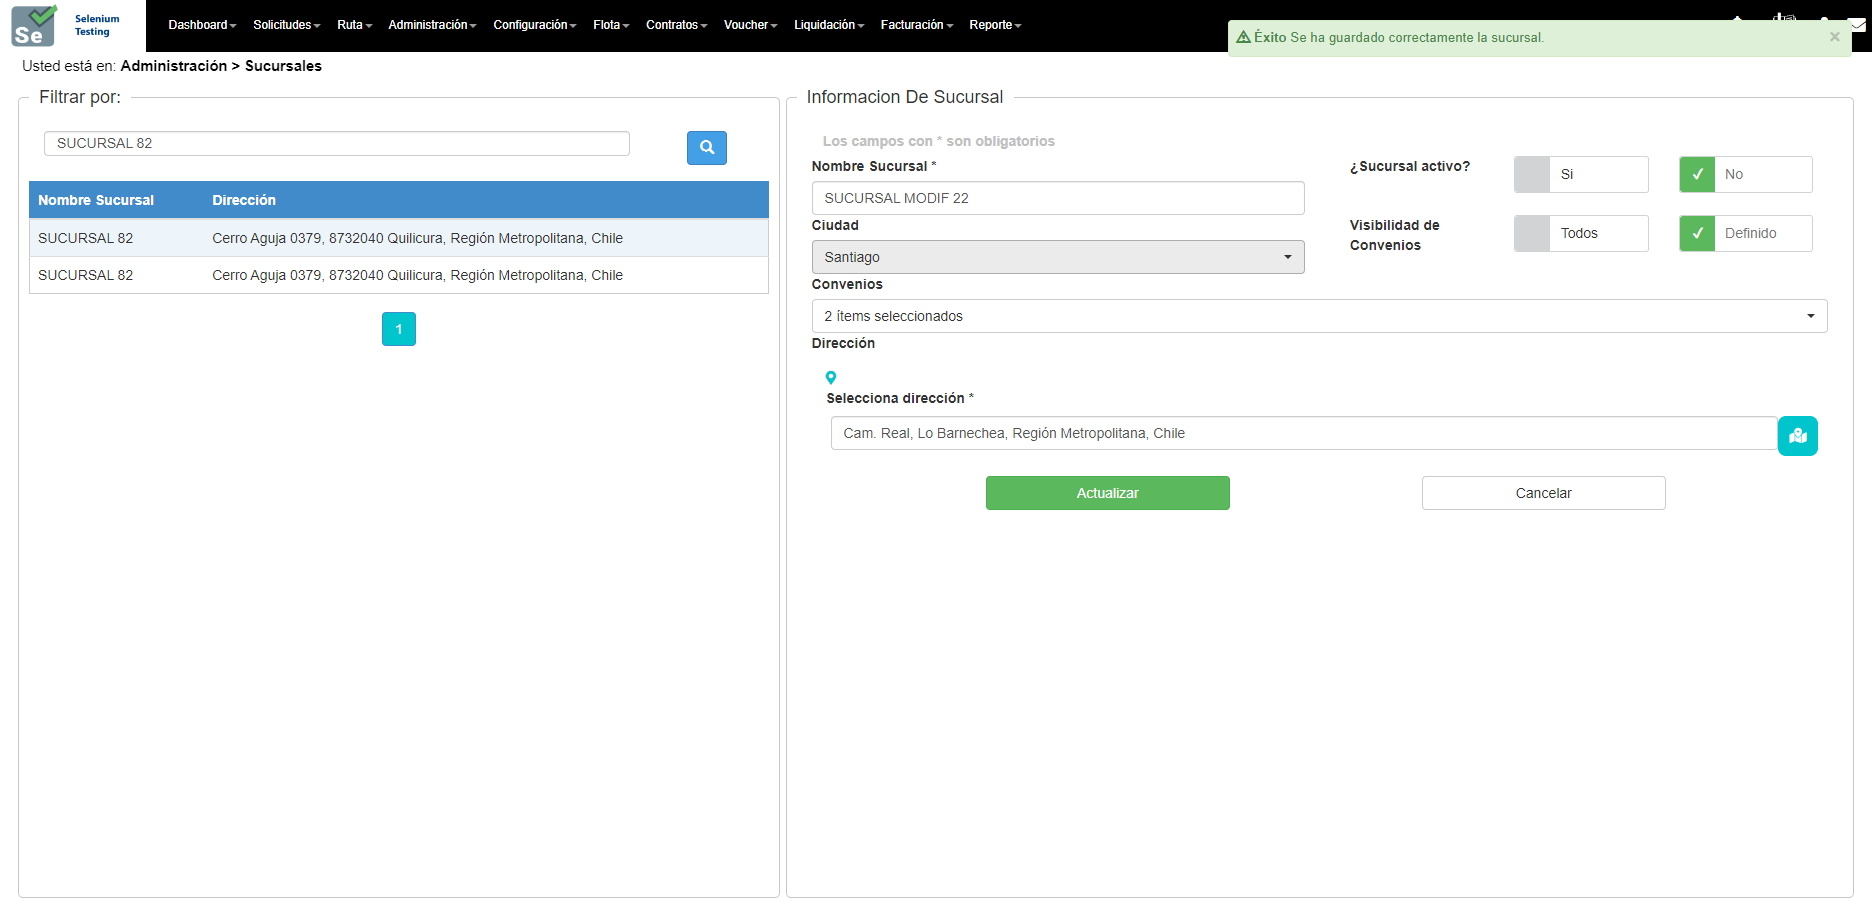 Se
Selenium
Testing
Dashboard
Solicitudes
Ruta
Administración
Configuración
Flota
Contratos
Voucher
Liquidación
Facturación
Reporte
Éxito Se ha guardado correctamente la sucursal.
×
Usted está en: Administración > Sucursales
Filtrar por:
SUCURSAL 82
Nombre Sucursal
Dirección
SUCURSAL 82
Cerro Aguja 0379, 8732040 Quilicura, Región Metropolitana, Chile
SUCURSAL 82
Cerro Aguja 0379, 8732040 Quilicura, Región Metropolitana, Chile
1
Informacion De Sucursal
Los campos con * son obligatorios
Nombre Sucursal *
SUCURSAL MODIF 22
¿Sucursal activo?
Si
No
Ciudad
Santiago
Visibilidad de
Convenios
Todos
Definido
Convenios
2 ítems seleccionados
Dirección
Selecciona dirección *
Cam. Real, Lo Barnechea, Región Metropolitana, Chile
Actualizar
Cancelar